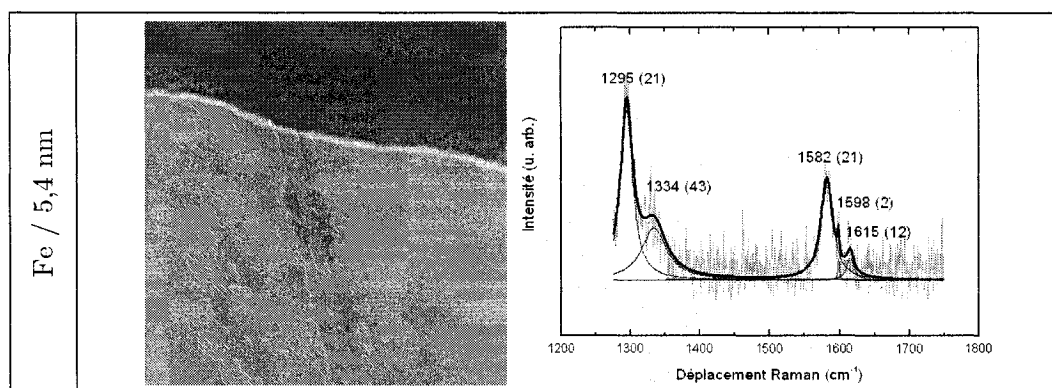 Fe / 5,4 nm
Intensité (u. arb.)
1295 (21)
1334 (43)
1582 (21)
1598 (2)
1615 (12)
1200 1300 1400 1500 1600 1700 1800
Déplacement Raman (cm⁻¹)